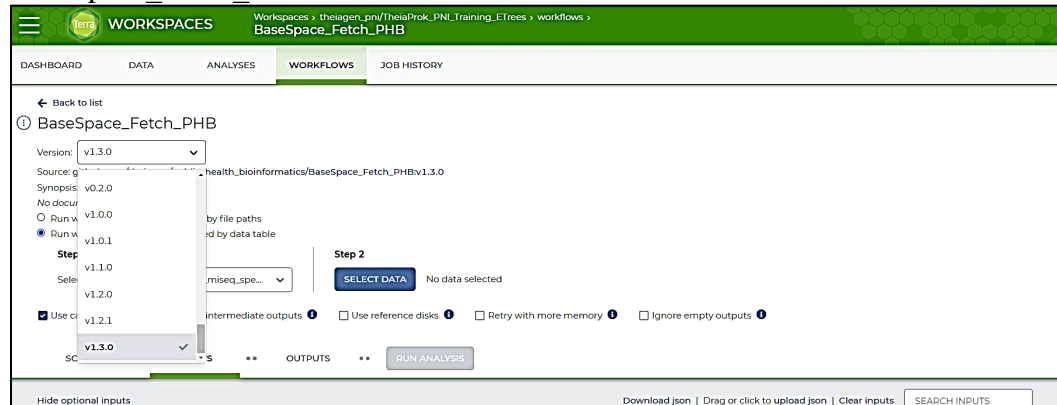 Terra WORKSPACES
Workspaces › theiagen_pni/TheiaProk_PNI_Training_ETrees › workflows ›
BaseSpace_Fetch_PHB
DASHBOARD DATA ANALYSES WORKFLOWS JOB HISTORY
Back to list
BaseSpace_Fetch_PHB
Version: v1.3.0
Source: health_bioinformatics/BaseSpace_Fetch_PHB:v1.3.0
Synopsis
v0.2.0
No
Run by file paths
v1.0.0
Run by data table
v1.0.1
Step 2
v1.1.0
miseq_spe... SELECT DATA No data selected
v1.2.0
Use intermediate outputs Use reference disks Retry with more memory Ignore empty outputs
v1.2.1
v1.3.0
OUTPUTS RUN ANALYSIS
Hide optional inputs Download json | Drag or click to upload json | Clear inputs SEARCH INPUTS